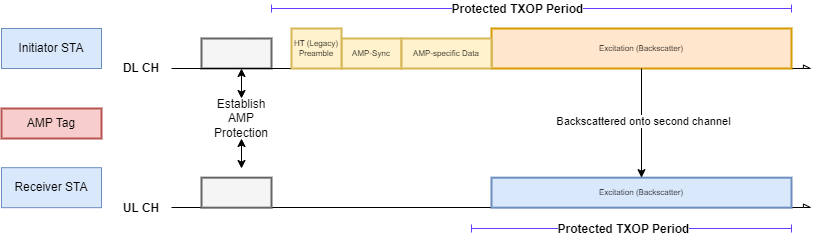 Protected TXOP Period
Initiator STA
HT (Legacy)
Preamble
AMP-Sync
AMP-specific Data
Excitation (Backscatter)
DL CH
Establish
AMP
Protection
AMP Tag
Backscattered onto second channel
Receiver STA
Excitation (Backscatter)
UL CH
Protected TXOP Period